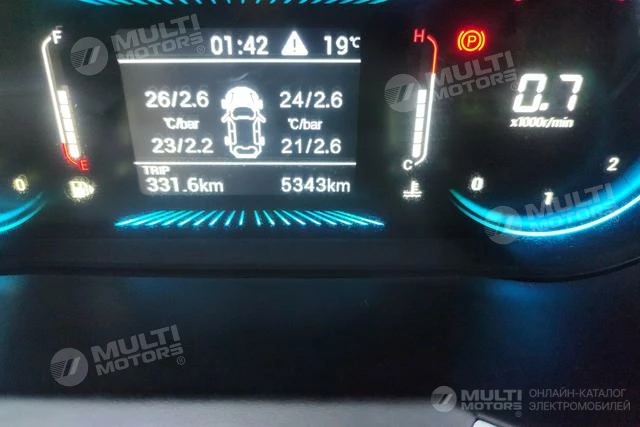 F
01:42 19°C
H
(P)
26/2.6 24/2.6
°C/bar °C/bar
23/2.2 21/2.6
E
C
TRIP
331.6km 5343km
0.7
x1000r/min
0
0
1
2
MULTI MOTORS®
MULTI MOTORS®
MULTI MOTORS
MULTI MOTORS®
MULTI MOTORS®
ОНЛАЙН-КАТАЛОГ
ЭЛЕКТРОМОБИЛЕЙ